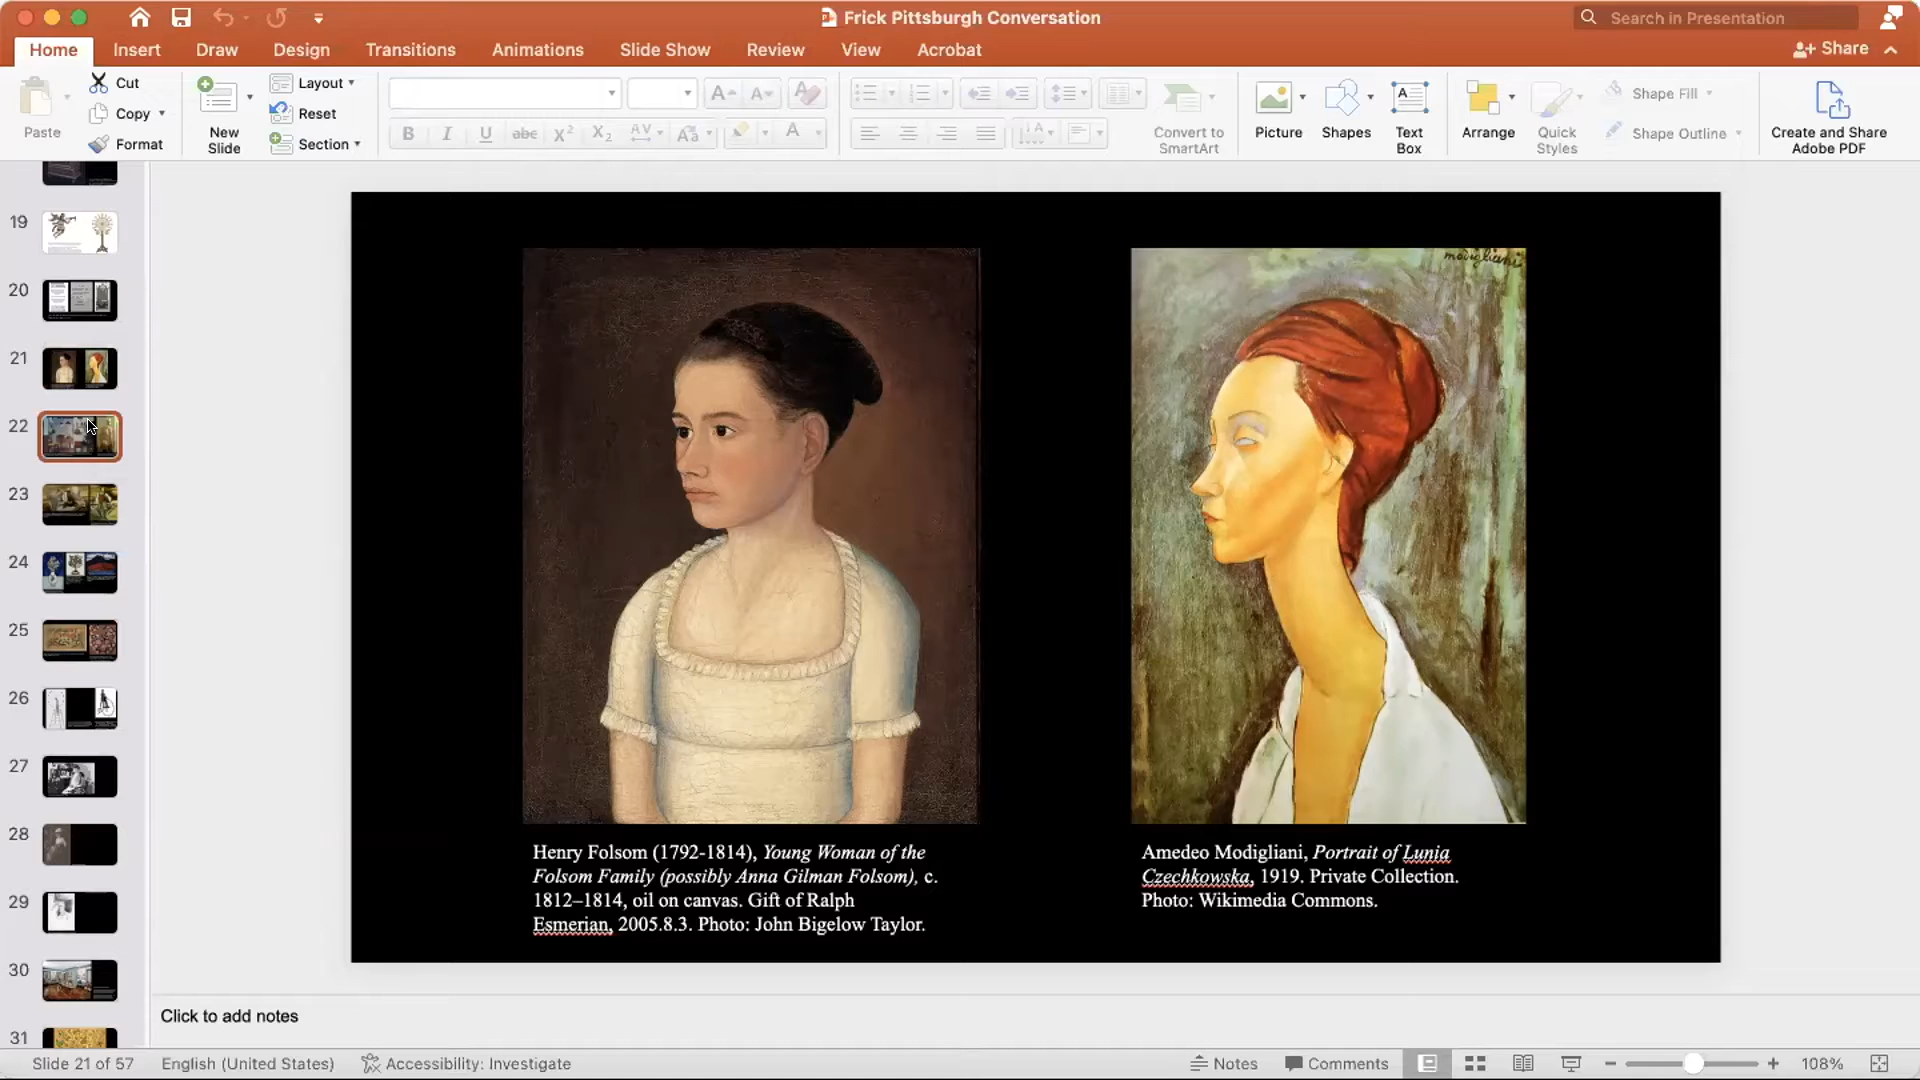 Frick Pittsburgh Conversation
Search in Presentation
Home Insert Draw Design Transitions Animations Slide Show Review View Acrobat
Share
Paste
Cut
Copy
Format
New
Slide
Layout
Reset
Section
Convert to
SmartArt
Picture
Shapes
Text
Box
Arrange
Quick
Styles
Shape Fill
Shape Outline
Create and Share
Adobe PDF
19
20
21
22
23
24
25
26
27
28
29
30
31
modigliani
Henry Folsom (1792-1814), Young Woman of the
Folsom Family (possibly Anna Gilman Folsom), c.
1812–1814, oil on canvas. Gift of Ralph
Esmerian, 2005.8.3. Photo: John Bigelow Taylor.
Amedeo Modigliani, Portrait of Lunia
Czechkowska, 1919. Private Collection.
Photo: Wikimedia Commons.
Click to add notes
Slide 21 of 57 English (United States) Accessibility: Investigate Notes Comments 108%